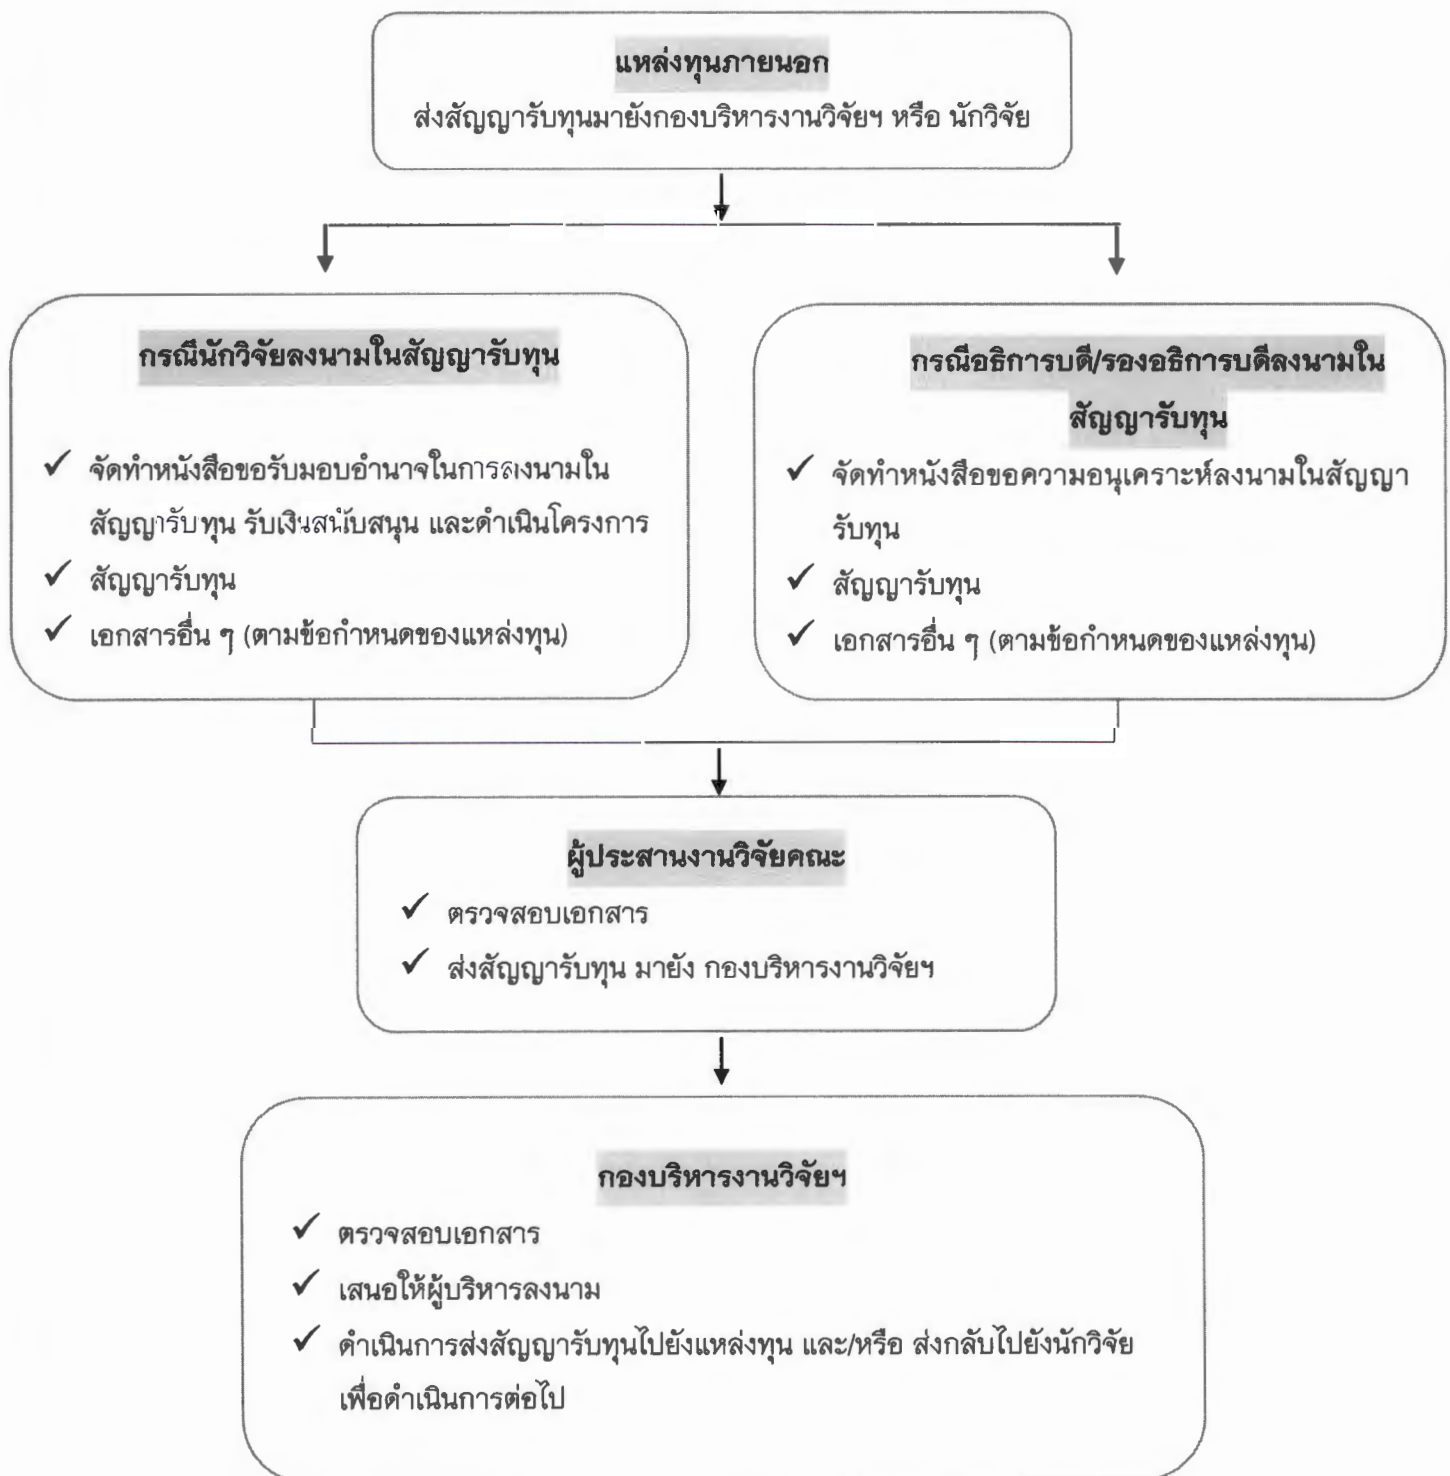 แหล่งทุนภายนอก
ส่งสัญญารับทุนมายังกองบริหารงานวิจัยฯ หรือ นักวิจัย
กรณีนักวิจัยลงนามในสัญญารับทุน
✓ จัดทำหนังสือขอรับมอบอำนาจในการลงนามใน
สัญญารับทุน รับเงินสนับสนุน และดำเนินโครงการ
✓ สัญญารับทุน
✓ เอกสารอื่น ๆ (ตามข้อกำหนดของแหล่งทุน)
กรณีอธิการบดี/รองอธิการบดีลงนามใน
สัญญารับทุน
✓ จัดทำหนังสือขอความอนุเคราะห์ลงนามในสัญญา
รับทุน
✓ สัญญารับทุน
✓ เอกสารอื่น ๆ (ตามข้อกำหนดของแหล่งทุน)
ผู้ประสานงานวิจัยคณะ
✓ ตรวจสอบเอกสาร
✓ ส่งสัญญารับทุน มายัง กองบริหารงานวิจัยฯ
กองบริหารงานวิจัยฯ
✓ ตรวจสอบเอกสาร
✓ เสนอให้ผู้บริหารลงนาม
✓ ดำเนินการส่งสัญญารับทุนไปยังแหล่งทุน และ/หรือ ส่งกลับไปยังนักวิจัย
เพื่อดำเนินการต่อไป